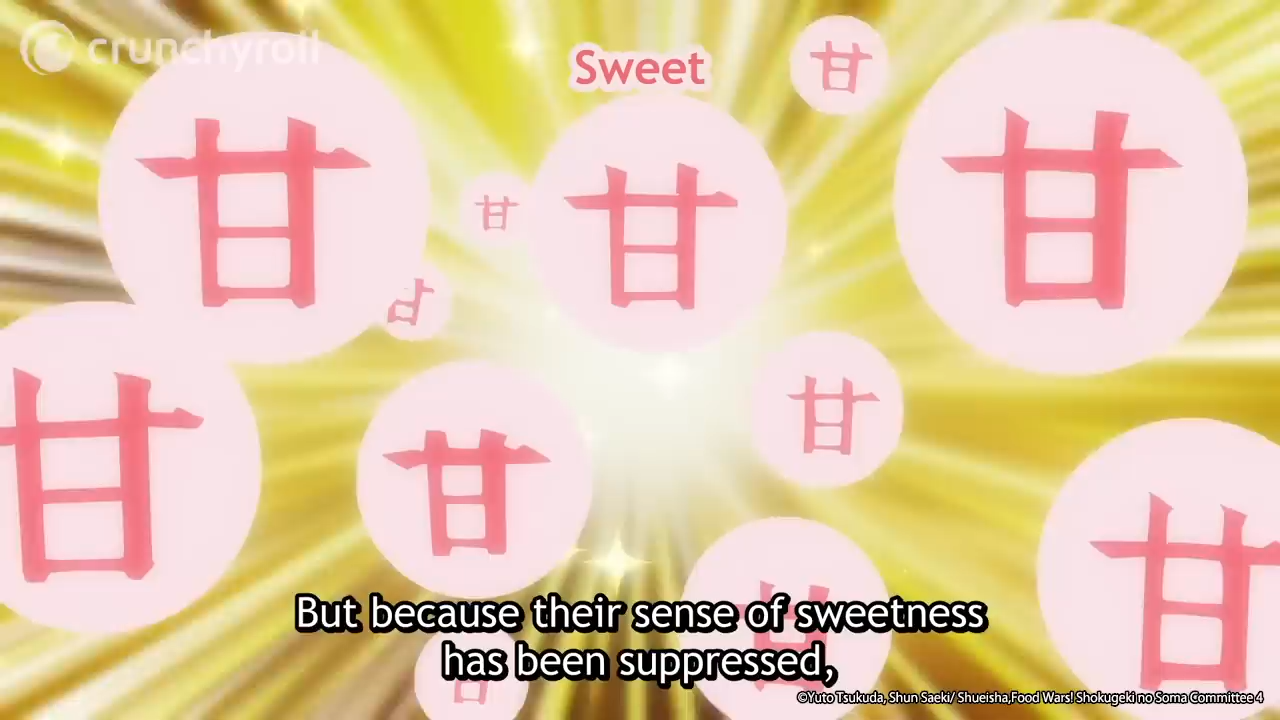 crunchyroll
Sweet
甘
甘
甘
甘
甘
甘
甘
甘
甘
甘
But because their sense of sweetness
has been suppressed,
©Yuto Tsukuda, Shun Saeki/ Shueisha,Food Wars! Shokugeki no Soma Committee 4